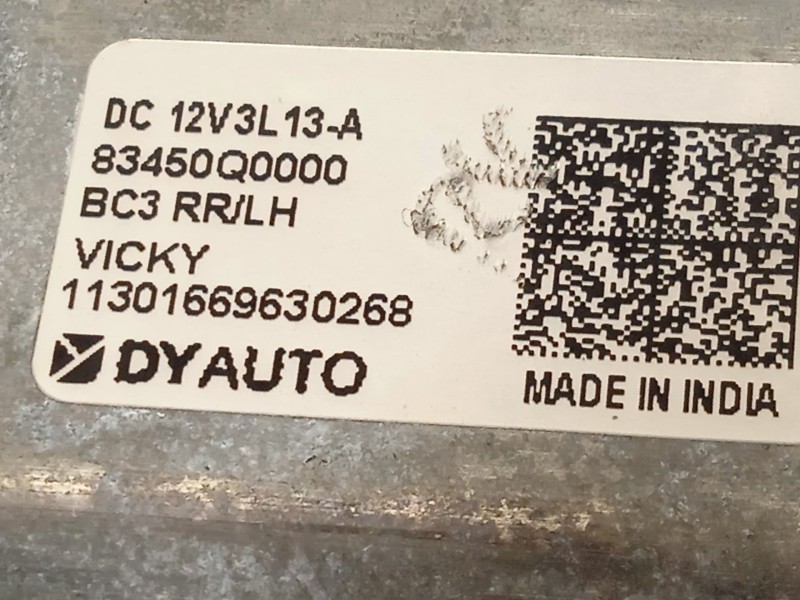 DC 12V3L13-A
83450Q0000
BC3 RR/LH
VICKY
11301669630268
DYAUTO
MADE IN INDIA